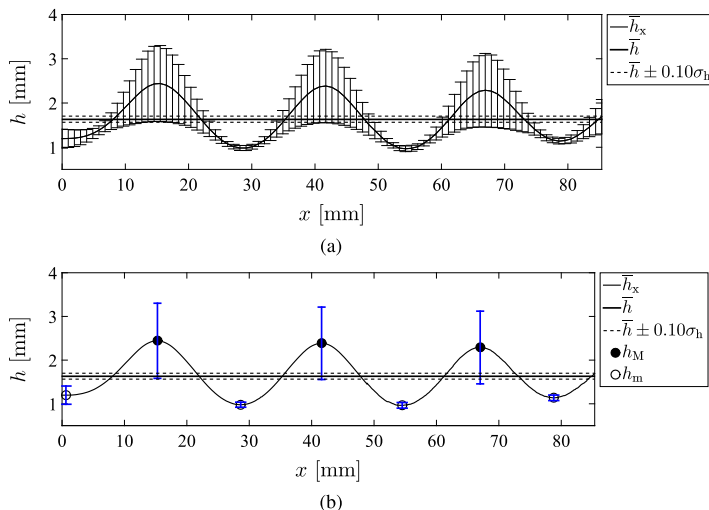 4
3
2
1
h [mm]
0 10 20 30 40 50 60 70 80
x [mm]
h̅ₓ
h̅
h̅ ± 0.10σₕ
(a)
4
3
2
1
h [mm]
0 10 20 30 40 50 60 70 80
x [mm]
h̅ₓ
h̅
h̅ ± 0.10σₕ
h_M
hₘ
(b)